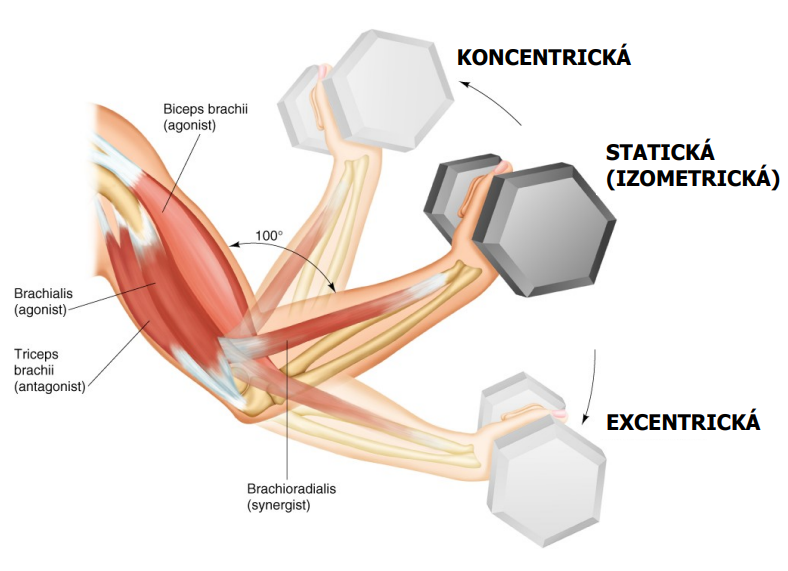 KONCENTRICKÁ
Biceps brachii
(agonist)
STATICKÁ
(IZOMETRICKÁ)
100°
Brachialis
(agonist)
Triceps
brachii
(antagonist)
EXCENTRICKÁ
Brachioradialis
(synergist)